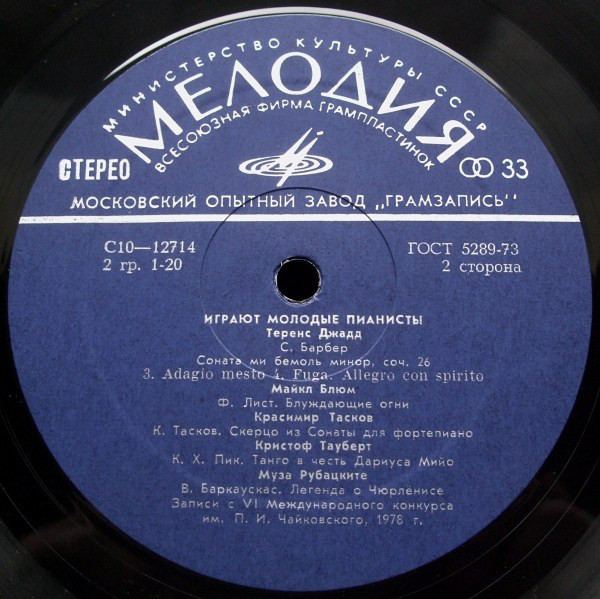 МИНИСТЕРСТВО КУЛЬТУРЫ СССР
МЕЛОДИЯ
ВСЕСОЮЗНАЯ ФИРМА ГРАМПЛАСТИНОК
СТЕРЕО
33
МОСКОВСКИЙ ОПЫТНЫЙ ЗАВОД „ГРАМЗАПИСЬ"
С10—12714
ГОСТ 5289-73
2 гр. 1-20
2 сторона
ИГРАЮТ МОЛОДЫЕ ПИАНИСТЫ
Теренс Джадд
С. Барбер
Соната ми бемоль минор, соч. 26
3. Adagio mesto 4. Fuga. Allegro con spirito
Майкл Блюм
Ф. Лист. Блуждающие огни
Красимир Тасков
К. Тасков. Скерцо из Сонаты для фортепиано
Кристоф Тауберт
К. Х. Пик. Танго в честь Дариуса Мийо
Муза Рубацките
В. Баркаускас. Легенда о Чюрленисе
Записи с VI Международного конкурса
им. П. И. Чайковского, 1978 г.